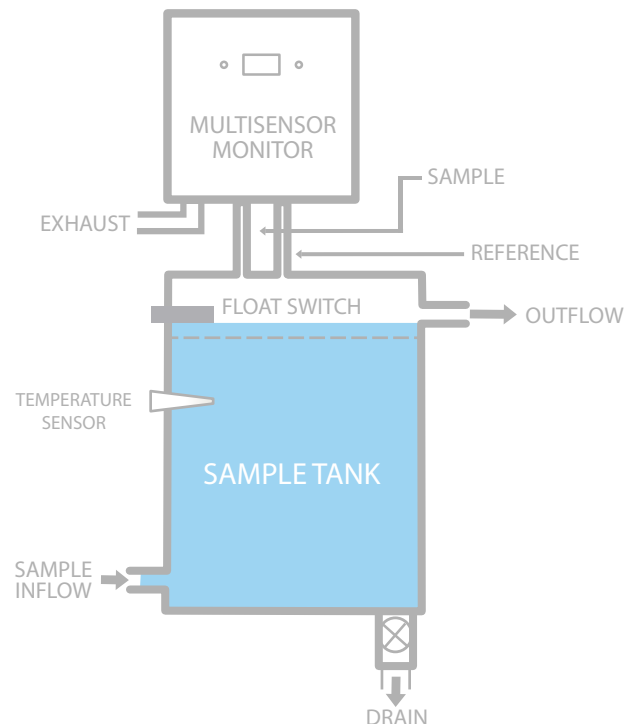 MULTISENSOR
MONITOR
SAMPLE
EXHAUST
REFERENCE
FLOAT SWITCH
OUTFLOW
TEMPERATURE
SENSOR
SAMPLE TANK
SAMPLE
INFLOW
DRAIN